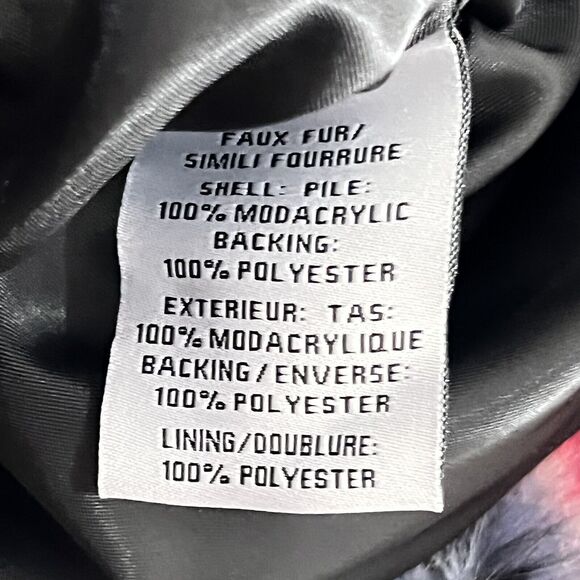 FAUX FUR/
SIMILI FOURRURE
SHELL: PILE:
100% MODACRYLIC
BACKING:
100% POLYESTER
EXTERIEUR: TAS:
100% MODACRYLIQUE
BACKING/ENVERSE:
100% POLYESTER
LINING/DOUBLURE:
100% POLYESTER